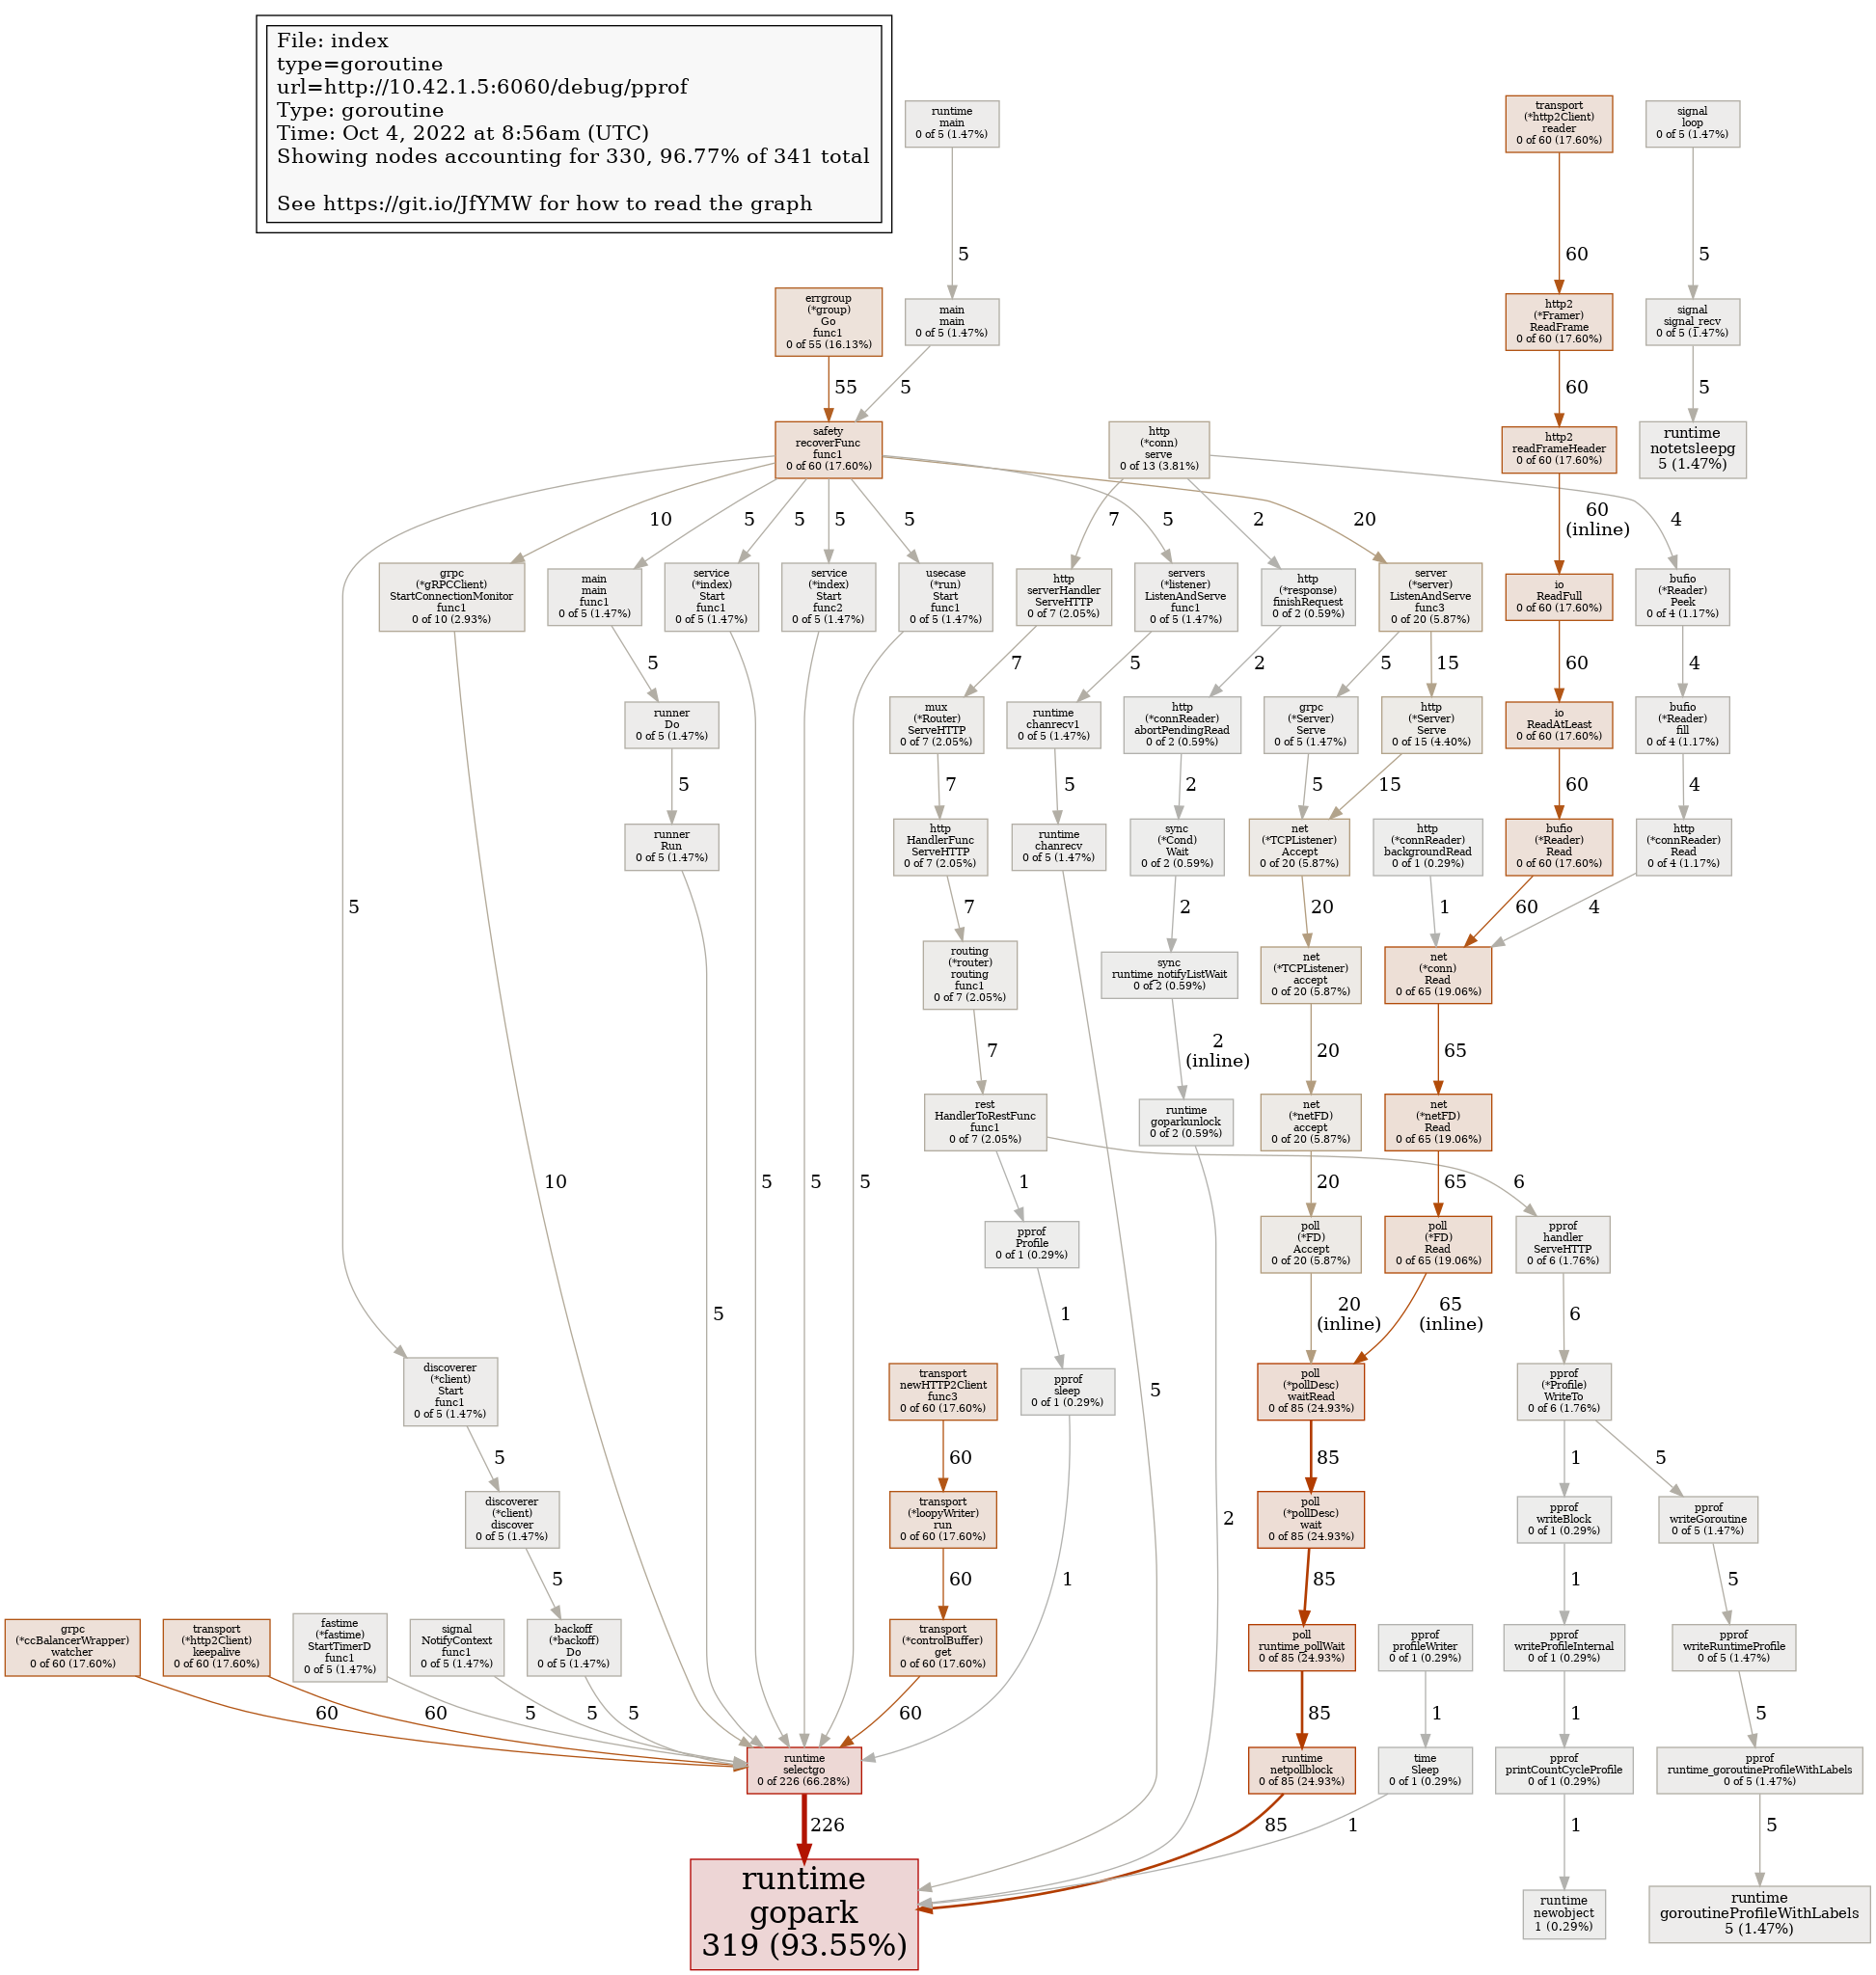 File: index
type=goroutine
url=http://10.42.1.5:6060/debug/pprof
Type: goroutine
Time: Oct 4, 2022 at 8:56am (UTC)
Showing nodes accounting for 330, 96.77% of 341 total
See https://git.io/JfYMW for how to read the graph
runtime
main
0 of 5 (1.47%)
transport
(*http2Client)
reader
0 of 60 (17.60%)
signal
loop
0 of 5 (1.47%)
5
60
5
errgroup
(*group)
Go
func1
0 of 55 (16.13%)
main
main
0 of 5 (1.47%)
http2
(*Framer)
ReadFrame
0 of 60 (17.60%)
signal
signal_recv
0 of 5 (1.47%)
55
5
60
5
safety
recoverFunc
func1
0 of 60 (17.60%)
http
(*conn)
serve
0 of 13 (3.81%)
http2
readFrameHeader
0 of 60 (17.60%)
runtime
notetsleepg
5 (1.47%)
10
5
5
5
5
7
5
2
20
60
(inline)
4
grpc
(*gRPCClient)
StartConnectionMonitor
func1
0 of 10 (2.93%)
main
main
func1
0 of 5 (1.47%)
service
(*index)
Start
func1
0 of 5 (1.47%)
service
(*index)
Start
func2
0 of 5 (1.47%)
usecase
(*run)
Start
func1
0 of 5 (1.47%)
http
serverHandler
ServeHTTP
0 of 7 (2.05%)
servers
(*listener)
ListenAndServe
func1
0 of 5 (1.47%)
http
(*response)
finishRequest
0 of 2 (0.59%)
server
(*server)
ListenAndServe
func3
0 of 20 (5.87%)
io
ReadFull
0 of 60 (17.60%)
bufio
(*Reader)
Peek
0 of 4 (1.17%)
5
7
5
2
5
15
60
4
runner
Do
0 of 5 (1.47%)
mux
(*Router)
ServeHTTP
0 of 7 (2.05%)
runtime
chanrecv1
0 of 5 (1.47%)
http
(*connReader)
abortPendingRead
0 of 2 (0.59%)
grpc
(*Server)
Serve
0 of 5 (1.47%)
http
(*Server)
Serve
0 of 15 (4.40%)
io
ReadAtLeast
0 of 60 (17.60%)
bufio
(*Reader)
fill
0 of 4 (1.17%)
5
7
5
2
5
15
60
4
runner
Run
0 of 5 (1.47%)
http
HandlerFunc
ServeHTTP
0 of 7 (2.05%)
runtime
chanrecv
0 of 5 (1.47%)
sync
(*Cond)
Wait
0 of 2 (0.59%)
net
(*TCPListener)
Accept
0 of 20 (5.87%)
http
(*connReader)
backgroundRead
0 of 1 (0.29%)
bufio
(*Reader)
Read
0 of 60 (17.60%)
http
(*connReader)
Read
0 of 4 (1.17%)
5
7
2
20
1
60
4
routing
(*router)
routing
func1
0 of 7 (2.05%)
sync
runtime_notifyListWait
0 of 2 (0.59%)
net
(*TCPListener)
accept
0 of 20 (5.87%)
net
(*conn)
Read
0 of 65 (19.06%)
7
2
(inline)
20
65
rest
HandlerToRestFunc
func1
0 of 7 (2.05%)
runtime
goparkunlock
0 of 2 (0.59%)
net
(*netFD)
accept
0 of 20 (5.87%)
net
(*netFD)
Read
0 of 65 (19.06%)
10
5
5
5
1
20
65
6
pprof
Profile
0 of 1 (0.29%)
poll
(*FD)
Accept
0 of 20 (5.87%)
poll
(*FD)
Read
0 of 65 (19.06%)
pprof
handler
ServeHTTP
0 of 6 (1.76%)
5
1
20
(inline)
65
(inline)
6
discoverer
(*client)
Start
func1
0 of 5 (1.47%)
transport
newHTTP2Client
func3
0 of 60 (17.60%)
pprof
sleep
0 of 1 (0.29%)
5
poll
(*pollDesc)
waitRead
0 of 85 (24.93%)
pprof
(*Profile)
WriteTo
0 of 6 (1.76%)
5
60
85
1
5
discoverer
(*client)
discover
0 of 5 (1.47%)
transport
(*loopyWriter)
run
0 of 60 (17.60%)
2
poll
(*pollDesc)
wait
0 of 85 (24.93%)
pprof
writeBlock
0 of 1 (0.29%)
pprof
writeGoroutine
0 of 5 (1.47%)
5
60
1
85
1
5
grpc
(*ccBalancerWrapper)
watcher
0 of 60 (17.60%)
transport
(*http2Client)
keepalive
0 of 60 (17.60%)
fastime
(*fastime)
StartTimerD
func1
0 of 5 (1.47%)
signal
NotifyContext
func1
0 of 5 (1.47%)
backoff
(*backoff)
Do
0 of 5 (1.47%)
transport
(*controlBuffer)
get
0 of 60 (17.60%)
poll
runtime_pollWait
0 of 85 (24.93%)
pprof
profileWriter
0 of 1 (0.29%)
pprof
writeProfileInternal
0 of 1 (0.29%)
pprof
writeRuntimeProfile
0 of 5 (1.47%)
60
60
5
5
5
60
85
1
1
5
runtime
selectgo
0 of 226 (66.28%)
runtime
netpollblock
0 of 85 (24.93%)
time
Sleep
0 of 1 (0.29%)
pprof
printCountCycleProfile
0 of 1 (0.29%)
pprof
runtime_goroutineProfileWithLabels
0 of 5 (1.47%)
226
85
1
1
5
runtime
gopark
319 (93.55%)
runtime
newobject
1 (0.29%)
runtime
goroutineProfileWithLabels
5 (1.47%)